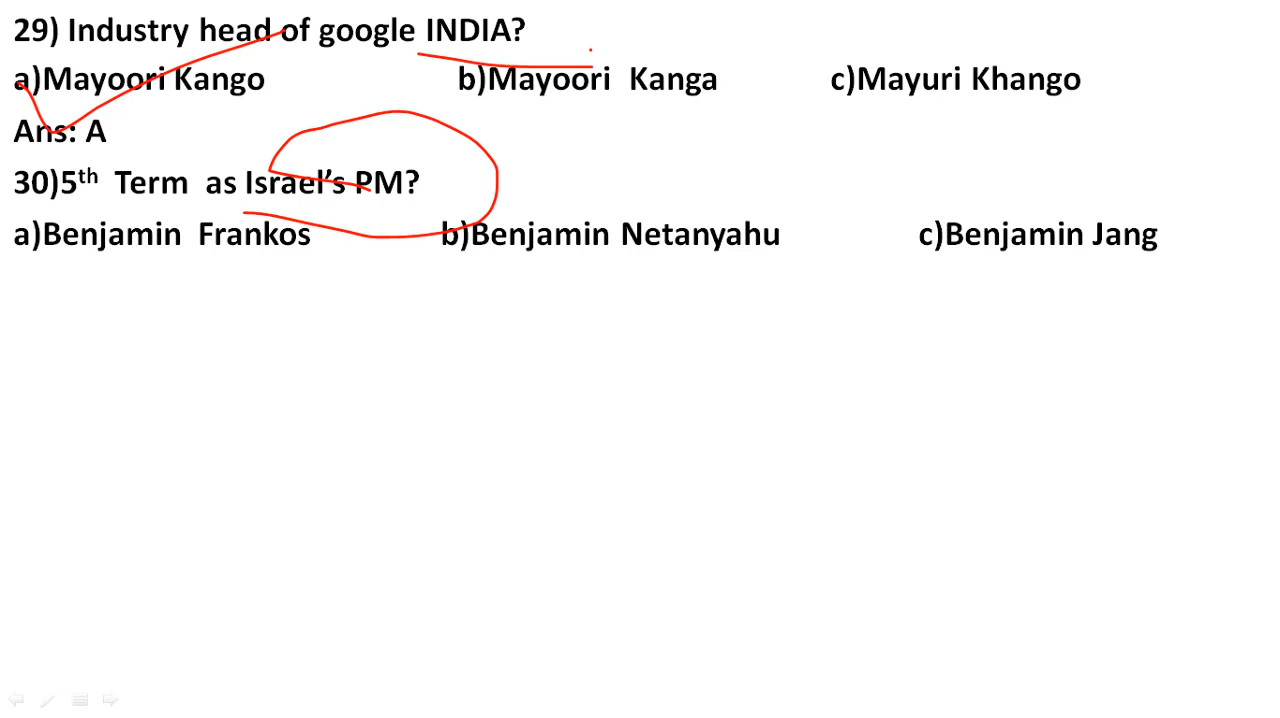 29) Industry head of google INDIA?
a)Mayoori Kango b)Mayoori Kanga c)Mayuri Khango
Ans: A
30)5th Term as Israel’s PM?
a)Benjamin Frankos b)Benjamin Netanyahu c)Benjamin Jang